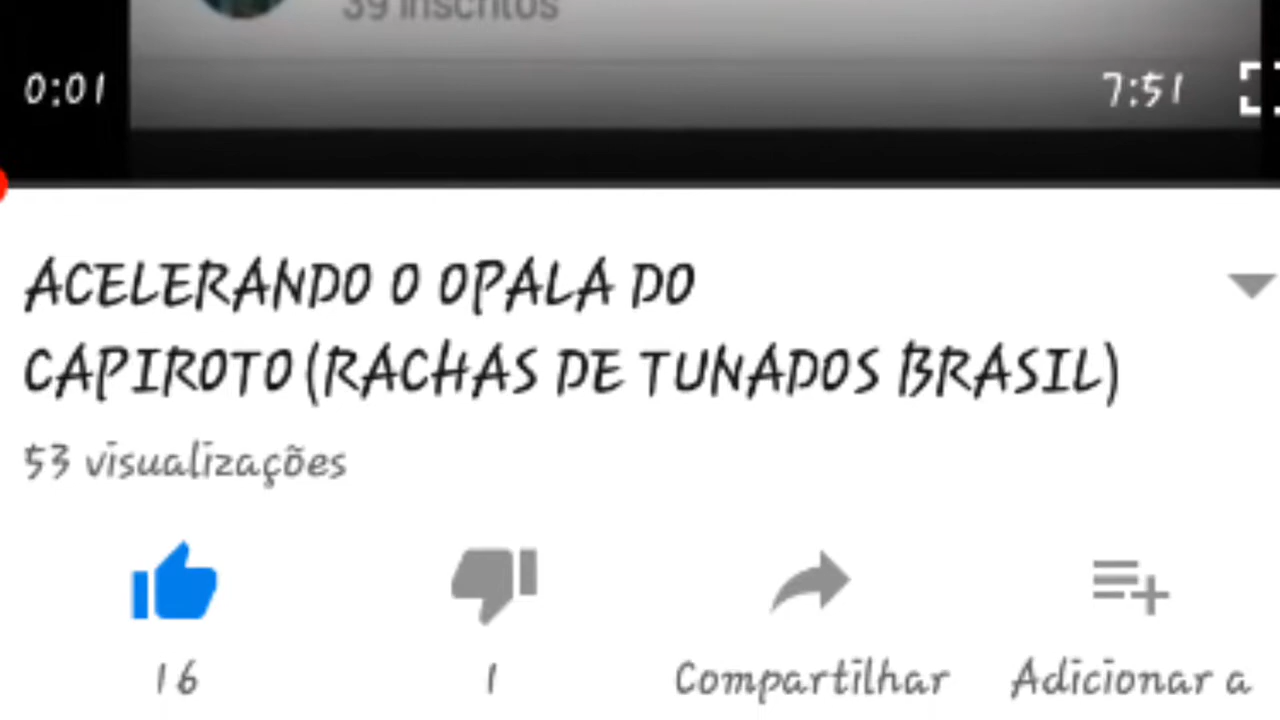 39 inscritos
0:01
7:51
ACELERANDO O OPALA DO
CAPIROTO (RACHAS DE TUNADOS BRASIL)
53 visualizações
16
1
Compartilhar
Adicionar a